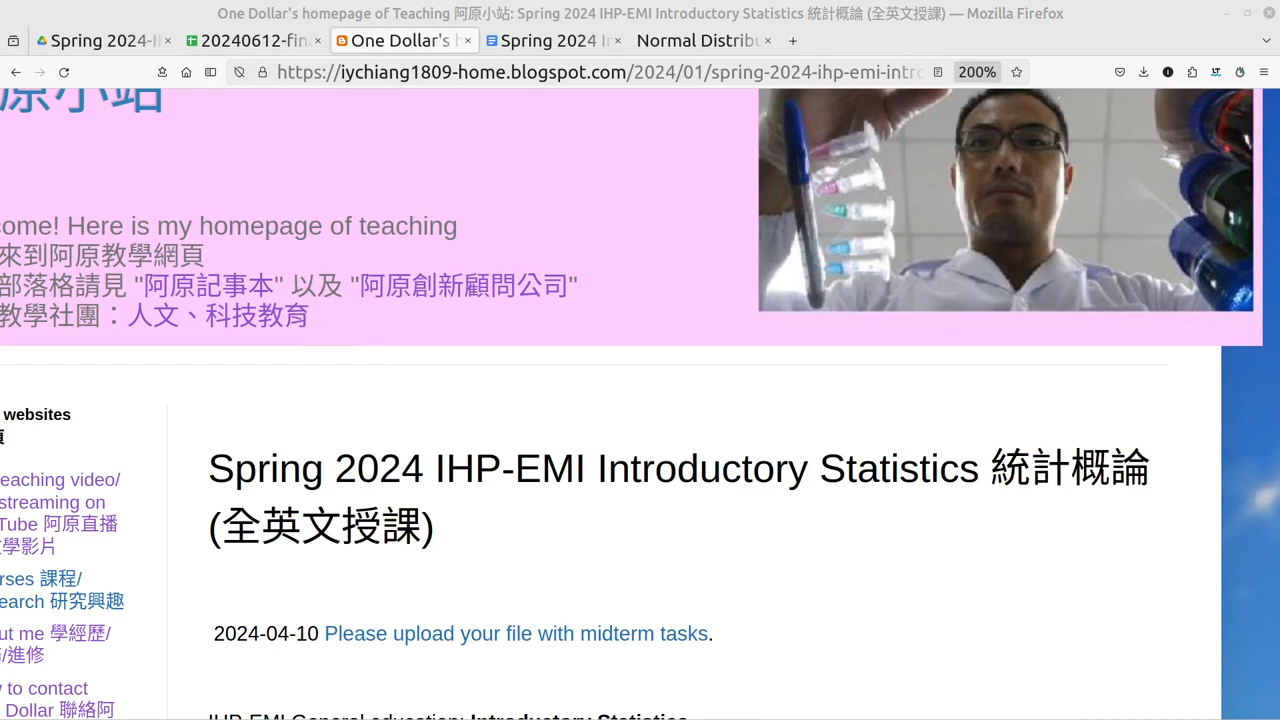 One Dollar's homepage of Teaching 阿原小站: Spring 2024 IHP-EMI Introductory Statistics 統計概論 (全英文授課) — Mozilla Firefox
Spring 2024-I
20240612-fin
One Dollar's h
Spring 2024 I
Normal Distrib
https://iychiang1809-home.blogspot.com/2024/01/spring-2024-ihp-emi-intro
200%
原小站
come! Here is my homepage of teaching
來到阿原教學網頁
部落格請見 "阿原記事本" 以及 "阿原創新顧問公司"
教學社團：人文、科技教育
websites
Spring 2024 IHP-EMI Introductory Statistics 統計概論
(全英文授課)
eaching video/
streaming on
Tube 阿原直播
學影片
rses 課程/
earch 研究興趣
ut me 學經歷/
/進修
to contact
Dollar 聯絡阿
2024-04-10 Please upload your file with midterm tasks.
IHP-EMI General education: Introductory Statistics